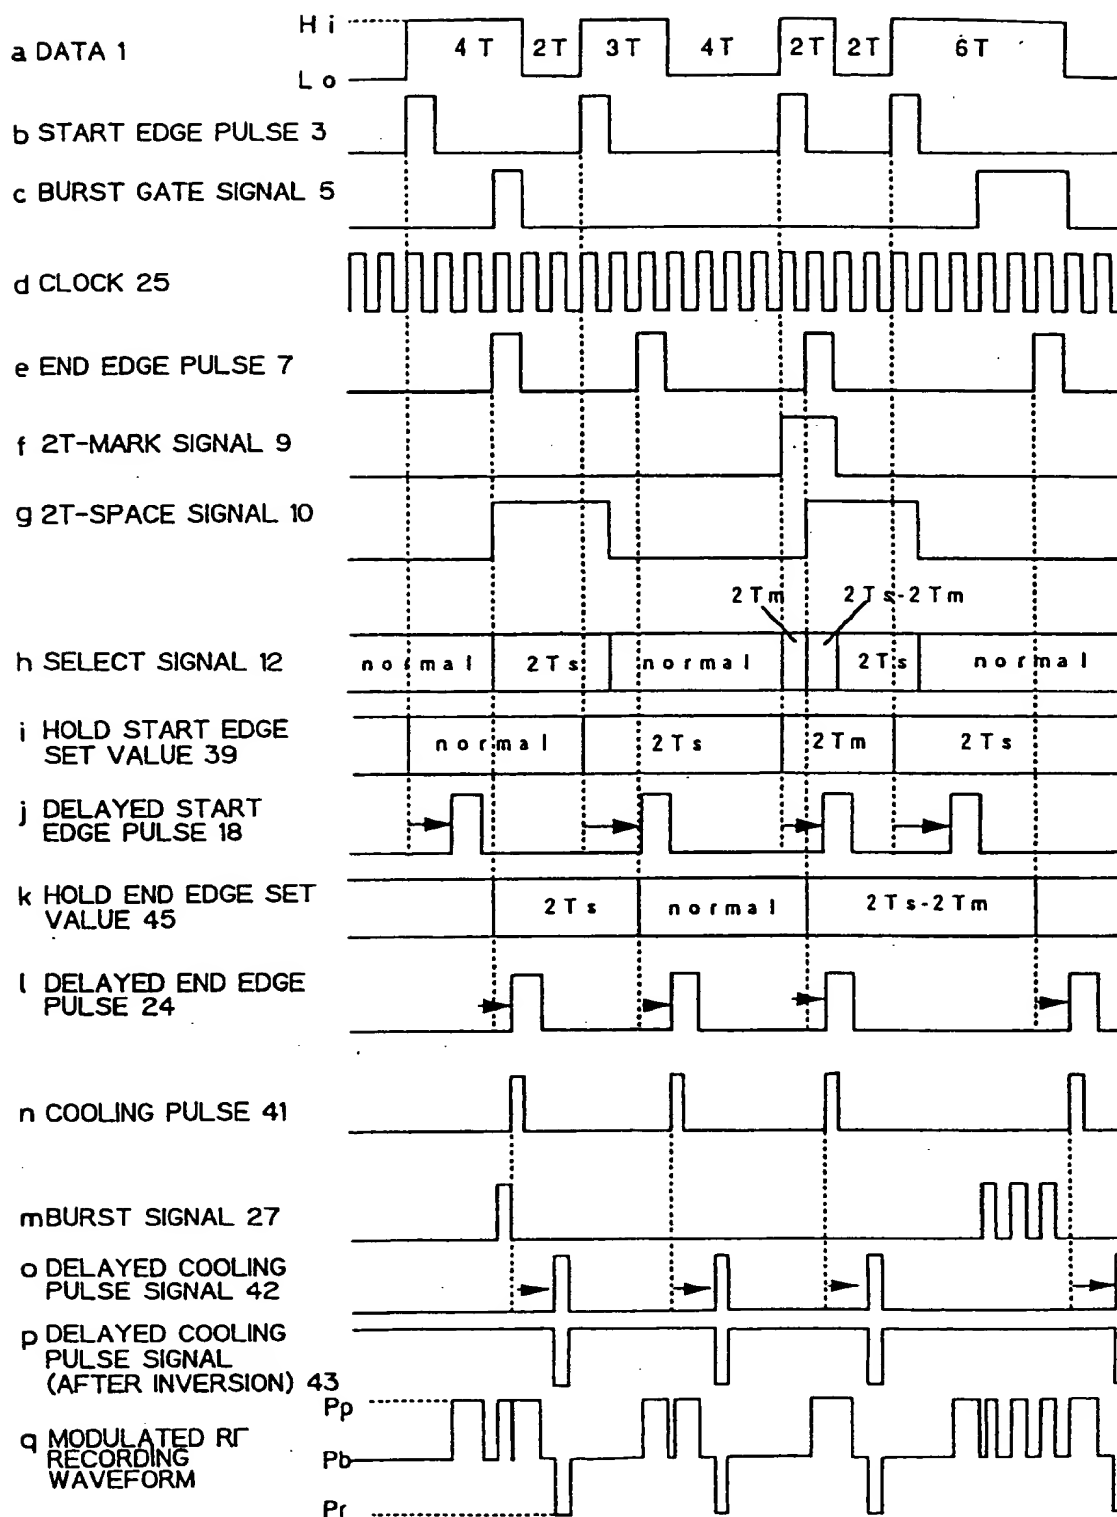 Hi
a DATA 1
4T 2T 3T 4T 2T 2T 6T
Lo
b START EDGE PULSE 3
c BURST GATE SIGNAL 5
d CLOCK 25
e END EDGE PULSE 7
f 2T-MARK SIGNAL 9
g 2T-SPACE SIGNAL 10
2Tm 2Ts-2Tm
h SELECT SIGNAL 12
normal 2Ts normal 2Ts normal
i HOLD START EDGE
SET VALUE 39
normal 2Ts 2Tm 2Ts
j DELAYED START
EDGE PULSE 18
k HOLD END EDGE SET
VALUE 45
2Ts normal 2Ts-2Tm
l DELAYED END EDGE
PULSE 24
n COOLING PULSE 41
m BURST SIGNAL 27
o DELAYED COOLING
PULSE SIGNAL 42
p DELAYED COOLING
PULSE SIGNAL
(AFTER INVERSION) 43
Pp
q MODULATED RF
RECORDING
WAVEFORM
Pb
Pr